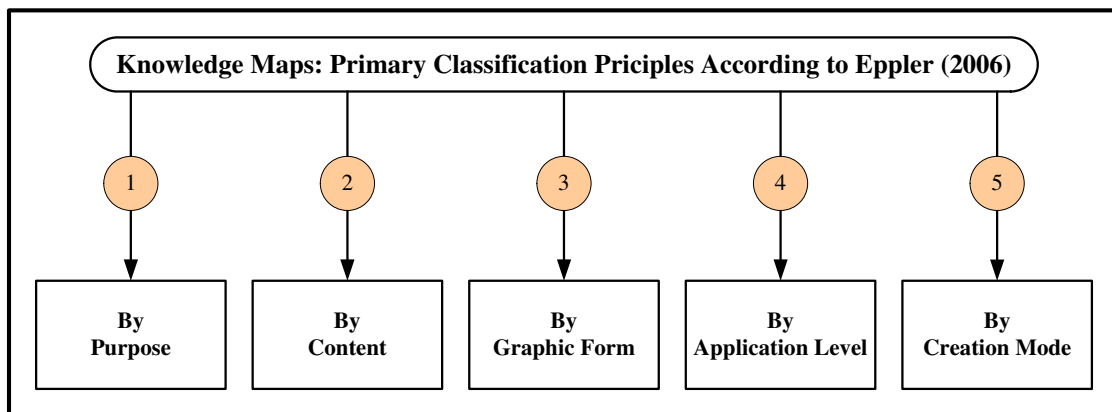 Knowledge Maps: Primary Classification Priciples According to Eppler (2006)
1 2 3 4 5
By
Purpose
By
Content
By
Graphic Form
By
Application Level
By
Creation Mode